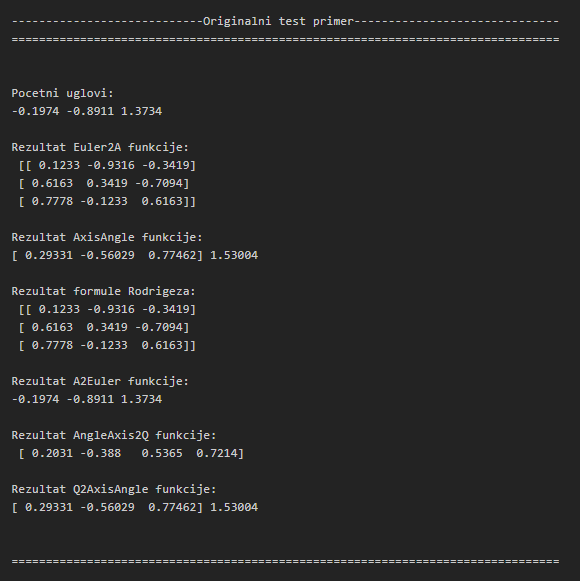 ----------------------------Originalni test primer------------------------------
================================================================================
Pocetni uglovi:
-0.1974 -0.8911 1.3734
Rezultat Euler2A funkcije:
[[ 0.1233 -0.9316 -0.3419]
[ 0.6163  0.3419 -0.7094]
[ 0.7778 -0.1233  0.6163]]
Rezultat AxisAngle funkcije:
[ 0.29331 -0.56029  0.77462] 1.53004
Rezultat formule Rodrigeza:
[[ 0.1233 -0.9316 -0.3419]
[ 0.6163  0.3419 -0.7094]
[ 0.7778 -0.1233  0.6163]]
Rezultat A2Euler funkcije:
-0.1974 -0.8911 1.3734
Rezultat AngleAxis2Q funkcije:
[ 0.2031 -0.388   0.5365  0.7214]
Rezultat Q2AxisAngle funkcije:
[ 0.29331 -0.56029  0.77462] 1.53004
================================================================================